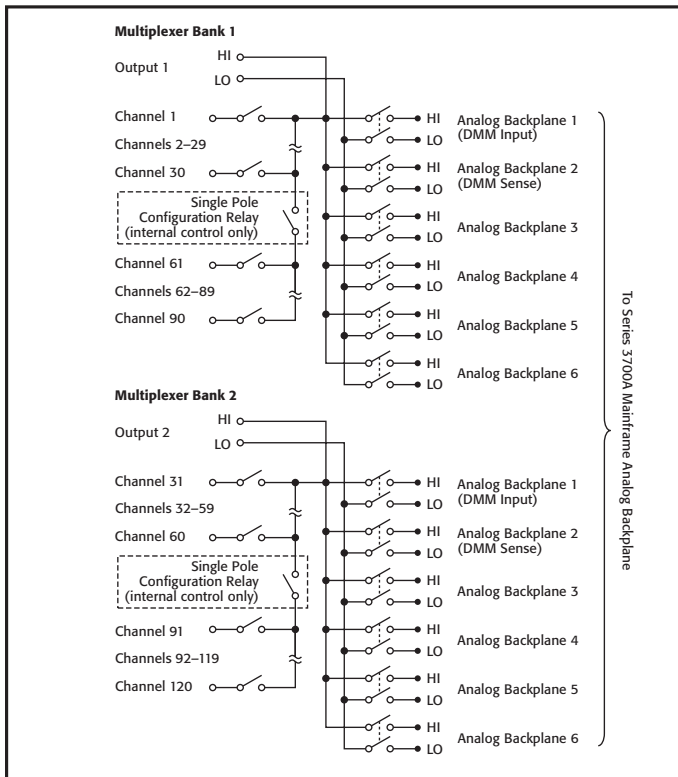 Multiplexer Bank 1
Output 1
HI
LO
Channel 1
Channels 2–29
Channel 30
Single Pole
Configuration Relay
(internal control only)
Channel 61
Channels 62–89
Channel 90
HI
LO
Analog Backplane 1
(DMM Input)
HI
LO
Analog Backplane 2
(DMM Sense)
HI
LO
Analog Backplane 3
HI
LO
Analog Backplane 4
HI
LO
Analog Backplane 5
HI
LO
Analog Backplane 6
Multiplexer Bank 2
Output 2
HI
LO
Channel 31
Channels 32–59
Channel 60
Single Pole
Configuration Relay
(internal control only)
Channel 91
Channels 92–119
Channel 120
HI
LO
Analog Backplane 1
(DMM Input)
HI
LO
Analog Backplane 2
(DMM Sense)
HI
LO
Analog Backplane 3
HI
LO
Analog Backplane 4
HI
LO
Analog Backplane 5
HI
LO
Analog Backplane 6
To Series 3700A Mainframe Analog Backplane